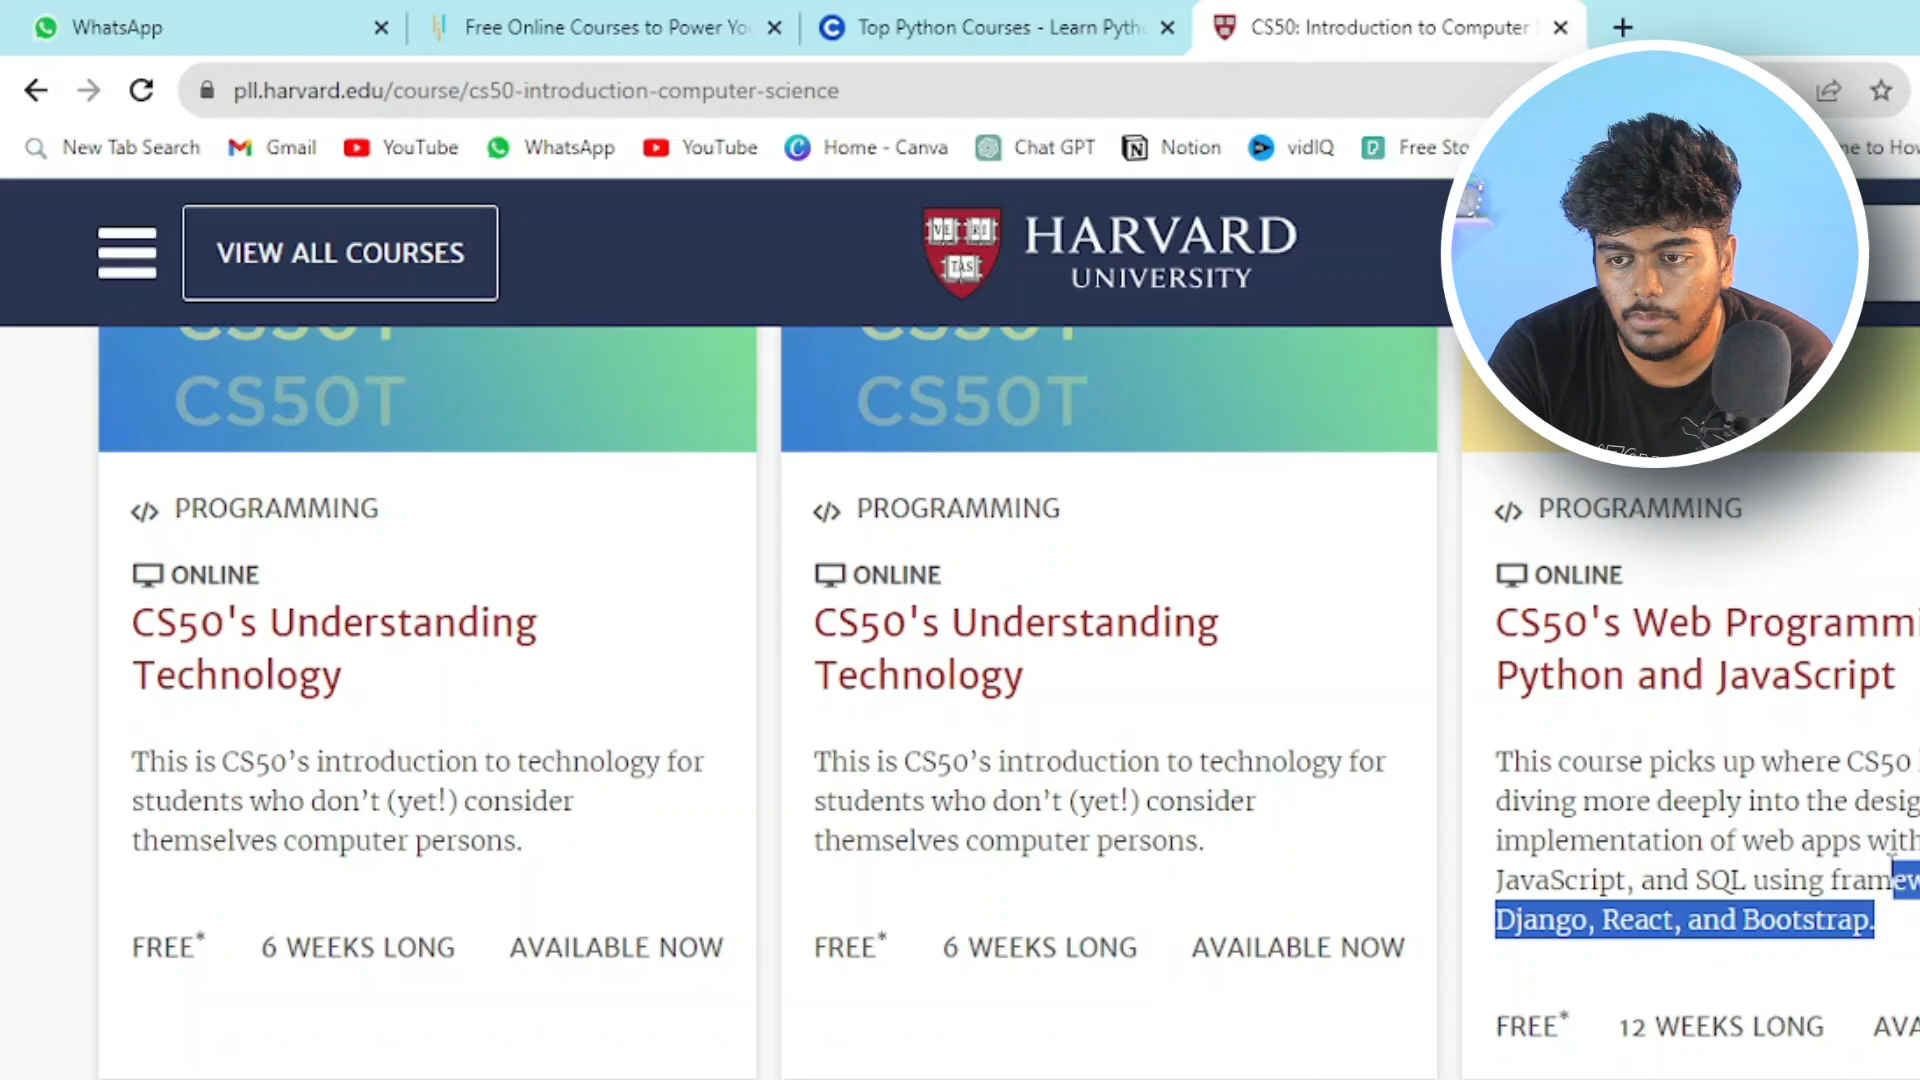 WhatsApp
Free Online Courses to Power Yo
Top Python Courses - Learn Pyth
CS50: Introduction to Computer
pll.harvard.edu/course/cs50-introduction-computer-science
New Tab Search Gmail YouTube WhatsApp YouTube Home - Canva Chat GPT Notion vidIQ Free Sto ne to How
VIEW ALL COURSES
VE RI TAS
HARVARD
UNIVERSITY
CS50T
CS50T
CS50T
CS50T
</> PROGRAMMING
ONLINE
CS50's Understanding
Technology
This is CS50’s introduction to technology for
students who don’t (yet!) consider
themselves computer persons.
FREE* 6 WEEKS LONG AVAILABLE NOW
</> PROGRAMMING
ONLINE
CS50's Understanding
Technology
This is CS50’s introduction to technology for
students who don’t (yet!) consider
themselves computer persons.
FREE* 6 WEEKS LONG AVAILABLE NOW
</> PROGRAMMING
ONLINE
CS50's Web Programmi
Python and JavaScript
This course picks up where CS50
diving more deeply into the desig
implementation of web apps with
JavaScript, and SQL using framew
Django, React, and Bootstrap.
FREE* 12 WEEKS LONG AVA